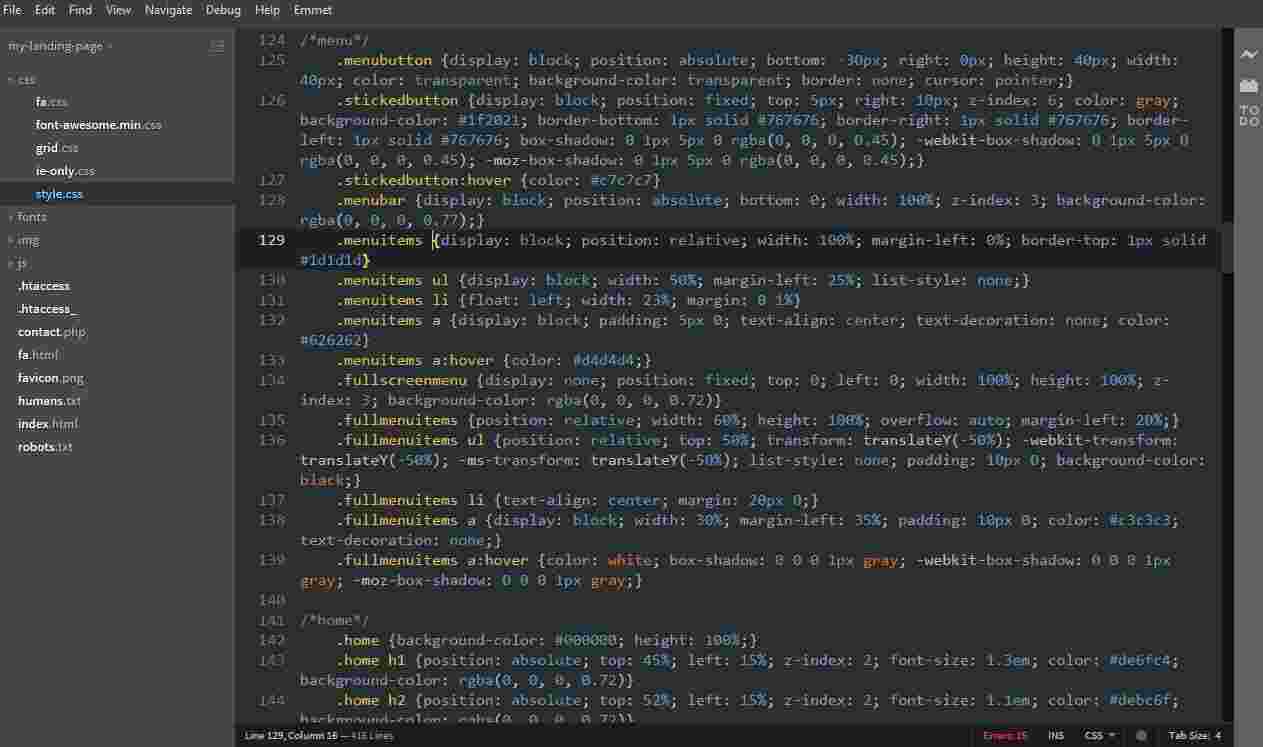 File Edit Find View Navigate Debug Help Emmet
my-landing-page
css
fa.css
font-awesome.min.css
grid.css
ie-only.css
style.css
fonts
img
js
.htaccess
.htaccess_
contact.php
fa.html
favicon.png
humans.txt
index.html
robots.txt
124 /*menu*/
125 .menubutton {display: block; position: absolute; bottom: -30px; right: 0px; height: 40px; width:
40px; color: transparent; background-color: transparent; border: none; cursor: pointer;}
126 .stickedbutton {display: block; position: fixed; top: 5px; right: 10px; z-index: 6; color: gray;
background-color: #1f2021; border-bottom: 1px solid #767676; border-right: 1px solid #767676; border-
left: 1px solid #767676; box-shadow: 0 1px 5px 0 rgba(0, 0, 0, 0.45); -webkit-box-shadow: 0 1px 5px 0
rgba(0, 0, 0, 0.45); -moz-box-shadow: 0 1px 5px 0 rgba(0, 0, 0, 0.45);}
127 .stickedbutton:hover {color: #c7c7c7}
128 .menubar {display: block; position: absolute; bottom: 0; width: 100%; z-index: 3; background-color:
rgba(0, 0, 0, 0.77);}
129 .menuitems {display: block; position: relative; width: 100%; margin-left: 0%; border-top: 1px solid
#1d1d1d}
130 .menuitems ul {display: block; width: 50%; margin-left: 25%; list-style: none;}
131 .menuitems li {float: left; width: 23%; margin: 0 1%}
132 .menuitems a {display: block; padding: 5px 0; text-align: center; text-decoration: none; color:
#626262}
133 .menuitems a:hover {color: #d4d4d4;}
134 .fullscreenmenu {display: none; position: fixed; top: 0; left: 0; width: 100%; height: 100%; z-
index: 3; background-color: rgba(0, 0, 0, 0.72)}
135 .fullmenuitems {position: relative; width: 60%; height: 100%; overflow: auto; margin-left: 20%;}
136 .fullmenuitems ul {position: relative; top: 50%; transform: translateY(-50%); -webkit-transform:
translateY(-50%); -ms-transform: translateY(-50%); list-style: none; padding: 10px 0; background-color:
black;}
137 .fullmenuitems li {text-align: center; margin: 20px 0;}
138 .fullmenuitems a {display: block; width: 30%; margin-left: 35%; padding: 10px 0; color: #c3c3c3;
text-decoration: none;}
139 .fullmenuitems a:hover {color: white; box-shadow: 0 0 0 1px gray; -webkit-box-shadow: 0 0 0 1px
gray; -moz-box-shadow: 0 0 0 1px gray;}
140
141 /*home*/
142 .home {background-color: #000000; height: 100%;}
143 .home h1 {position: absolute; top: 45%; left: 15%; z-index: 2; font-size: 1.3em; color: #de6fc4;
background-color: rgba(0, 0, 0, 0.72)}
144 .home h2 {position: absolute; top: 52%; left: 15%; z-index: 2; font-size: 1.1em; color: #debc6f;
background-color: rgba(0, 0, 0, 0.72)}
TO
DO
Line 129, Column 16 — 416 Lines
Errors: 15 INS CSS Tab Size: 4